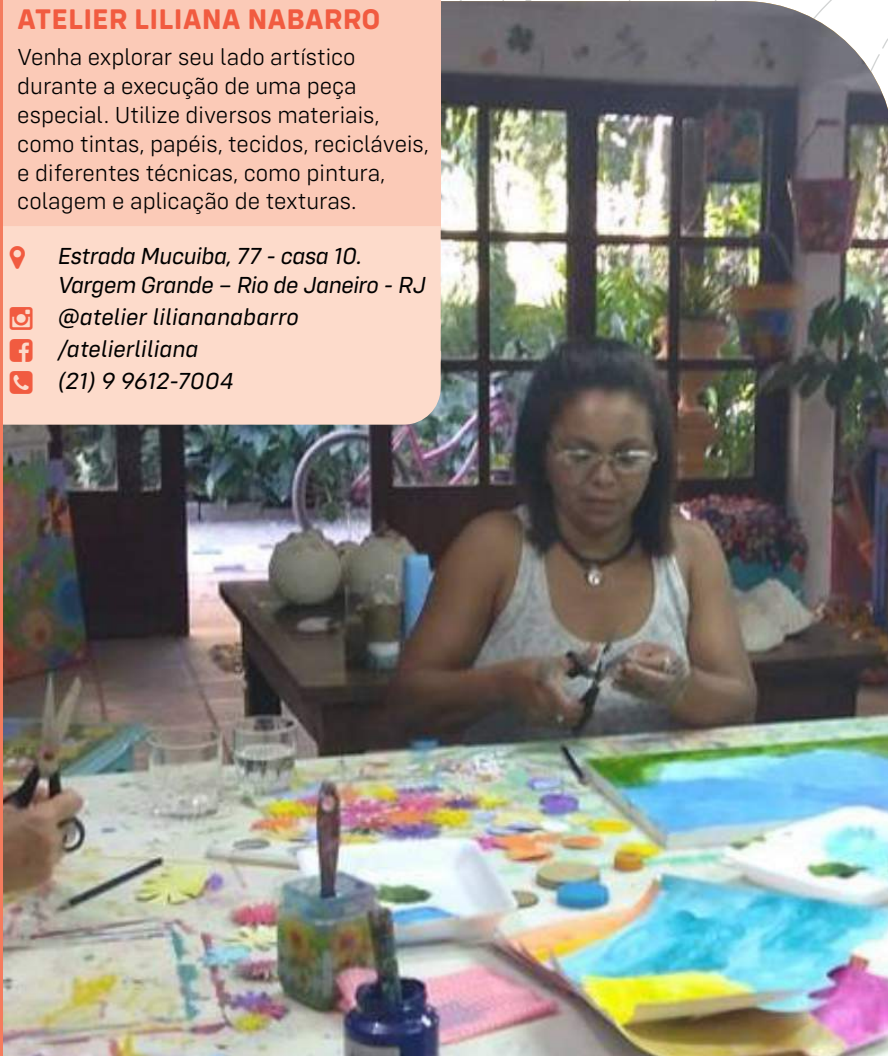 ATELIER LILIANA NABARRO
Venha explorar seu lado artístico
durante a execução de uma peça
especial. Utilize diversos materiais,
como tintas, papéis, tecidos, recicláveis,
e diferentes técnicas, como pintura,
colagem e aplicação de texturas.
Estrada Mucuiba, 77 - casa 10.
Vargem Grande – Rio de Janeiro - RJ
@atelier liliananabarro
/atelierliliana
(21) 9 9612-7004